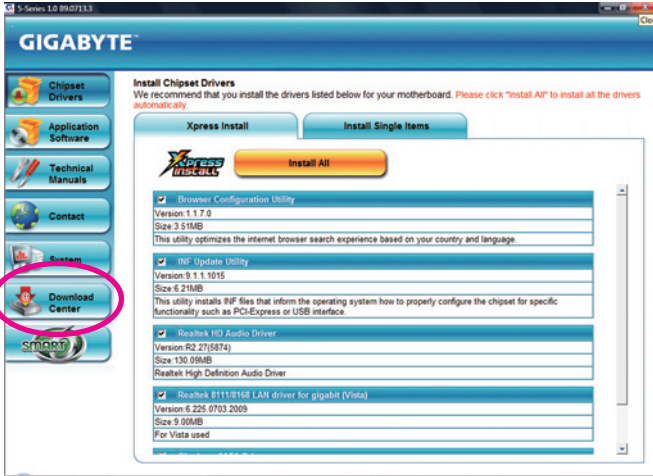 5-Series 1.0 B9.0713.3
Clos
GIGABYTE
Chipset
Drivers
Application
Software
Technical
Manuals
Contact
System
Download
Center
SMART
Install Chipset Drivers
We recommend that you install the drivers listed below for your motherboard. Please click "Install All" to install all the drivers
automatically.
Xpress Install
Install Single Items
Xpress
Install
Install All
Browser Configuration Utility
Version:1.1.7.0
Size:3.51MB
This utility optimizes the internet browser search experience based on your country and language.
INF Update Utility
Version:9.1.1.1015
Size:6.21MB
This utility installs INF files that inform the operating system how to properly configure the chipset for specific
functionality such as PCI-Express or USB interface.
Realtek HD Audio Driver
Version:R2.27(5874)
Size:130.09MB
Realtek High Definition Audio Driver
Realtek 8111/8168 LAN driver for gigabit (Vista)
Version:6.225.0703.2009
Size:9.00MB
For Vista used